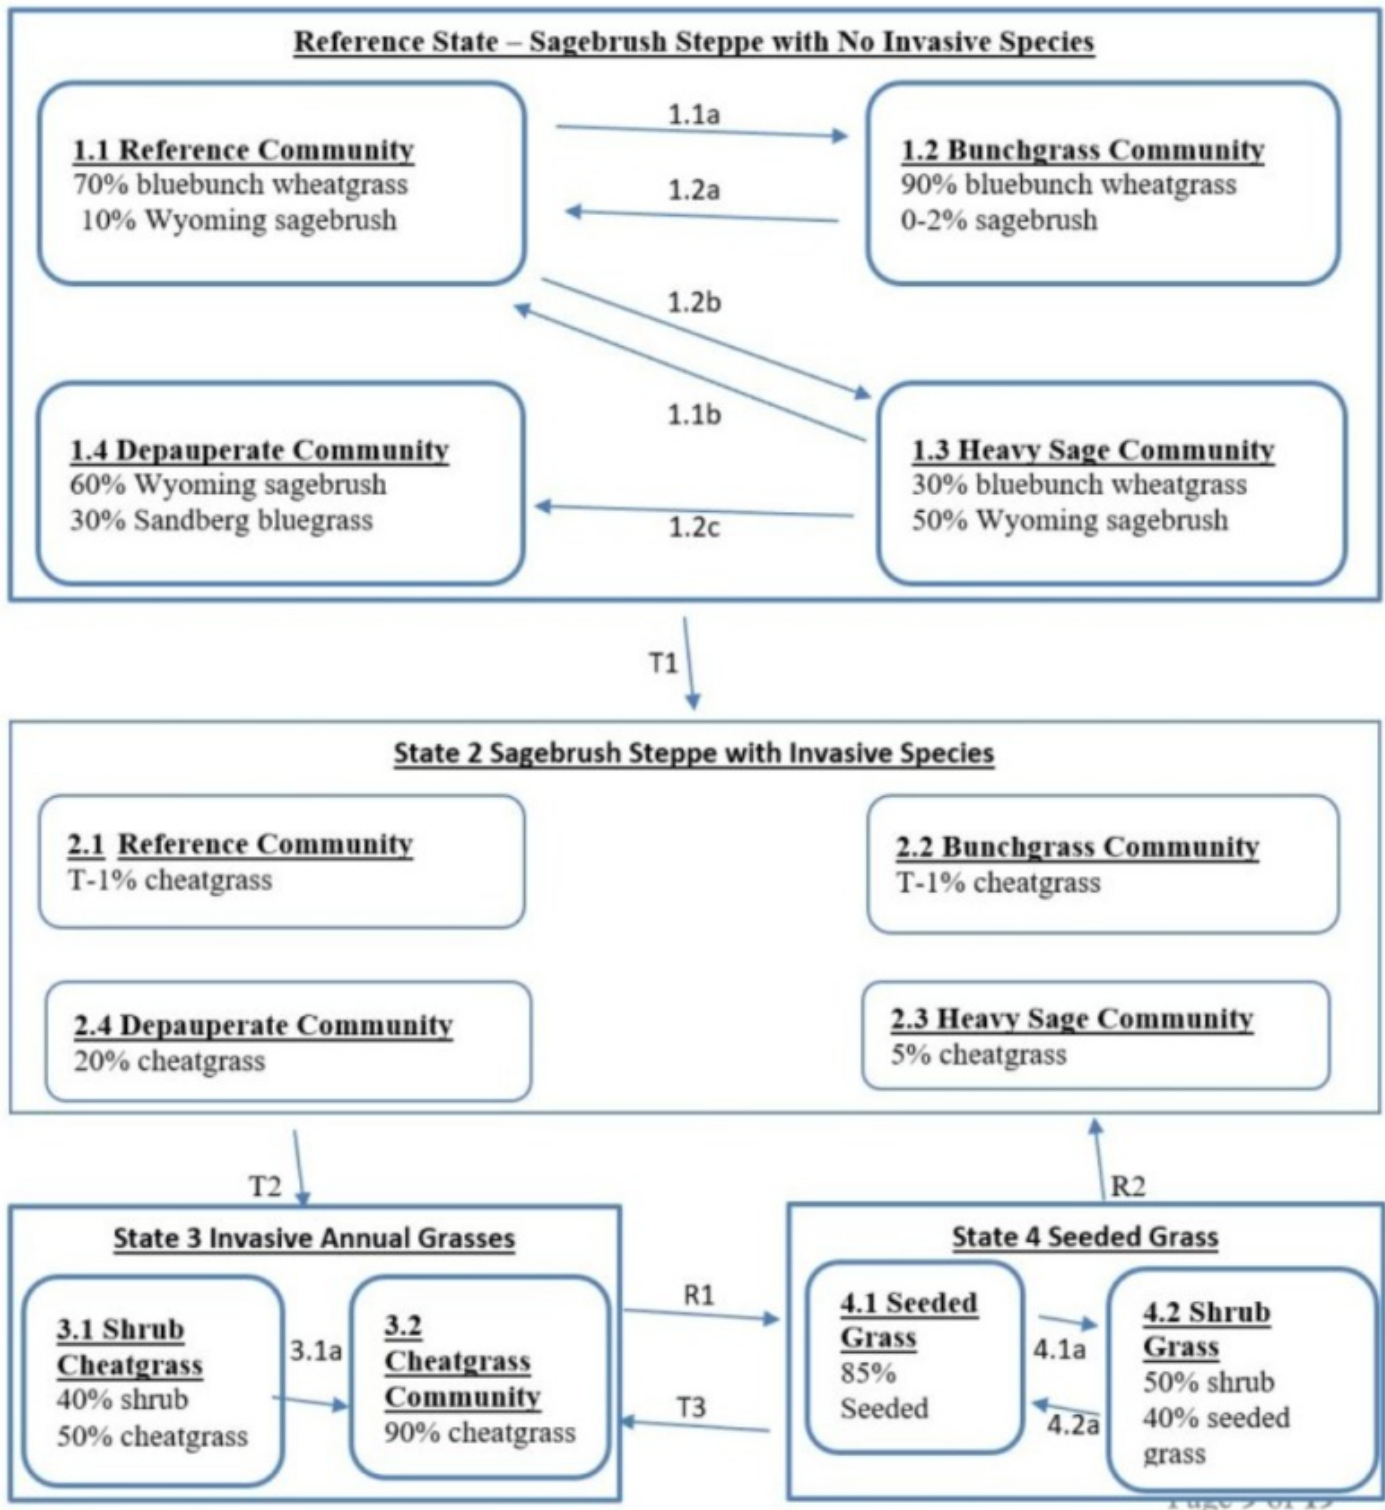 Reference State – Sagebrush Steppe with No Invasive Species
1.1 Reference Community
70% bluebunch wheatgrass
10% Wyoming sagebrush
1.1a
1.2a
1.2 Bunchgrass Community
90% bluebunch wheatgrass
0-2% sagebrush
1.2b
1.1b
1.4 Depauperate Community
60% Wyoming sagebrush
30% Sandberg bluegrass
1.2c
1.3 Heavy Sage Community
30% bluebunch wheatgrass
50% Wyoming sagebrush
T1
State 2 Sagebrush Steppe with Invasive Species
2.1 Reference Community
T-1% cheatgrass
2.2 Bunchgrass Community
T-1% cheatgrass
2.4 Depauperate Community
20% cheatgrass
2.3 Heavy Sage Community
5% cheatgrass
T2
R2
State 3 Invasive Annual Grasses
3.1 Shrub
Cheatgrass
40% shrub
50% cheatgrass
3.1a
3.2
Cheatgrass
Community
90% cheatgrass
R1
T3
State 4 Seeded Grass
4.1 Seeded
Grass
85%
Seeded
4.1a
4.2a
4.2 Shrub
Grass
50% shrub
40% seeded
grass